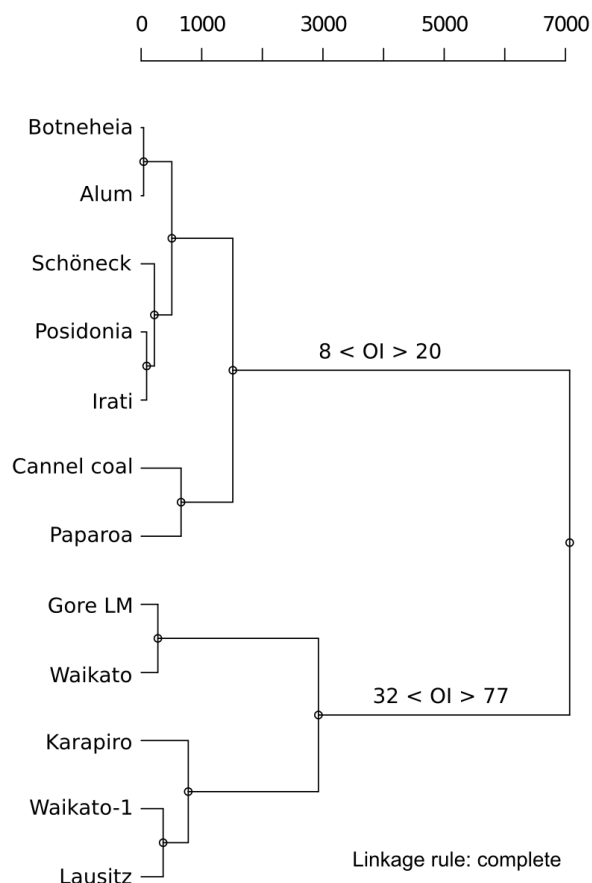 0 1000 3000 5000 7000
Botneheia
Alum
Schöneck
Posidonia
8 < OI > 20
Irati
Cannel coal
Paparoa
Gore LM
Waikato
32 < OI > 77
Karapiro
Waikato-1
Linkage rule: complete
Lausitz